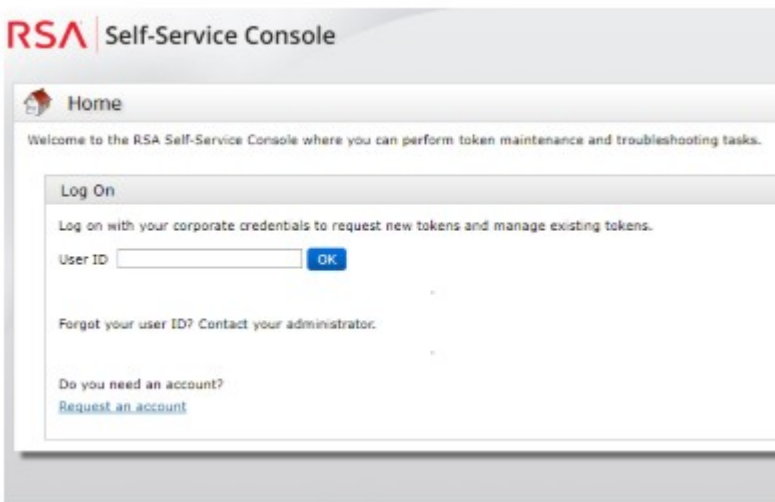 RSA Self-Service Console
Home
Welcome to the RSA Self-Service Console where you can perform token maintenance and troubleshooting tasks.
Log On
Log on with your corporate credentials to request new tokens and manage existing tokens.
User ID OK
Forgot your user ID? Contact your administrator.
Do you need an account?
Request an account